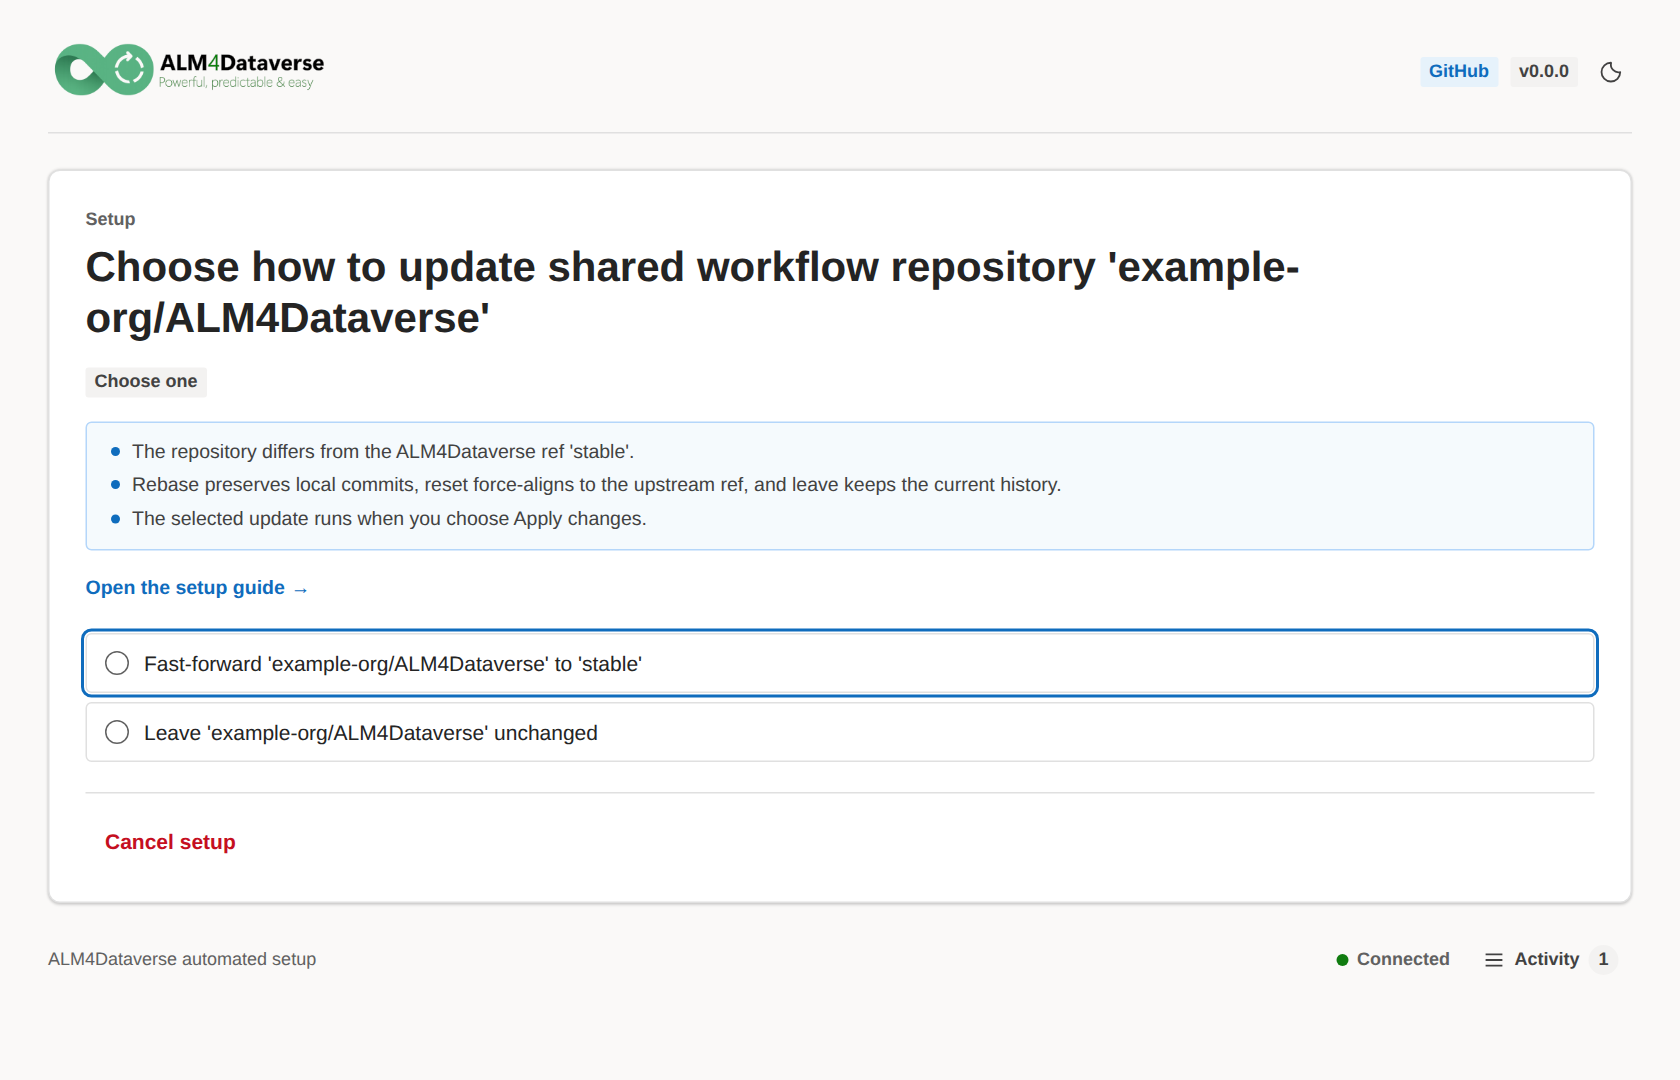 ALM4Dataverse
Powerful, predictable & easy
GitHub
v0.0.0
Setup
Choose how to update shared workflow repository 'example-
org/ALM4Dataverse'
Choose one
The repository differs from the ALM4Dataverse ref 'stable'.
Rebase preserves local commits, reset force-aligns to the upstream ref, and leave keeps the current history.
The selected update runs when you choose Apply changes.
Open the setup guide →
Fast-forward 'example-org/ALM4Dataverse' to 'stable'
Leave 'example-org/ALM4Dataverse' unchanged
Cancel setup
ALM4Dataverse automated setup
Connected
Activity
1